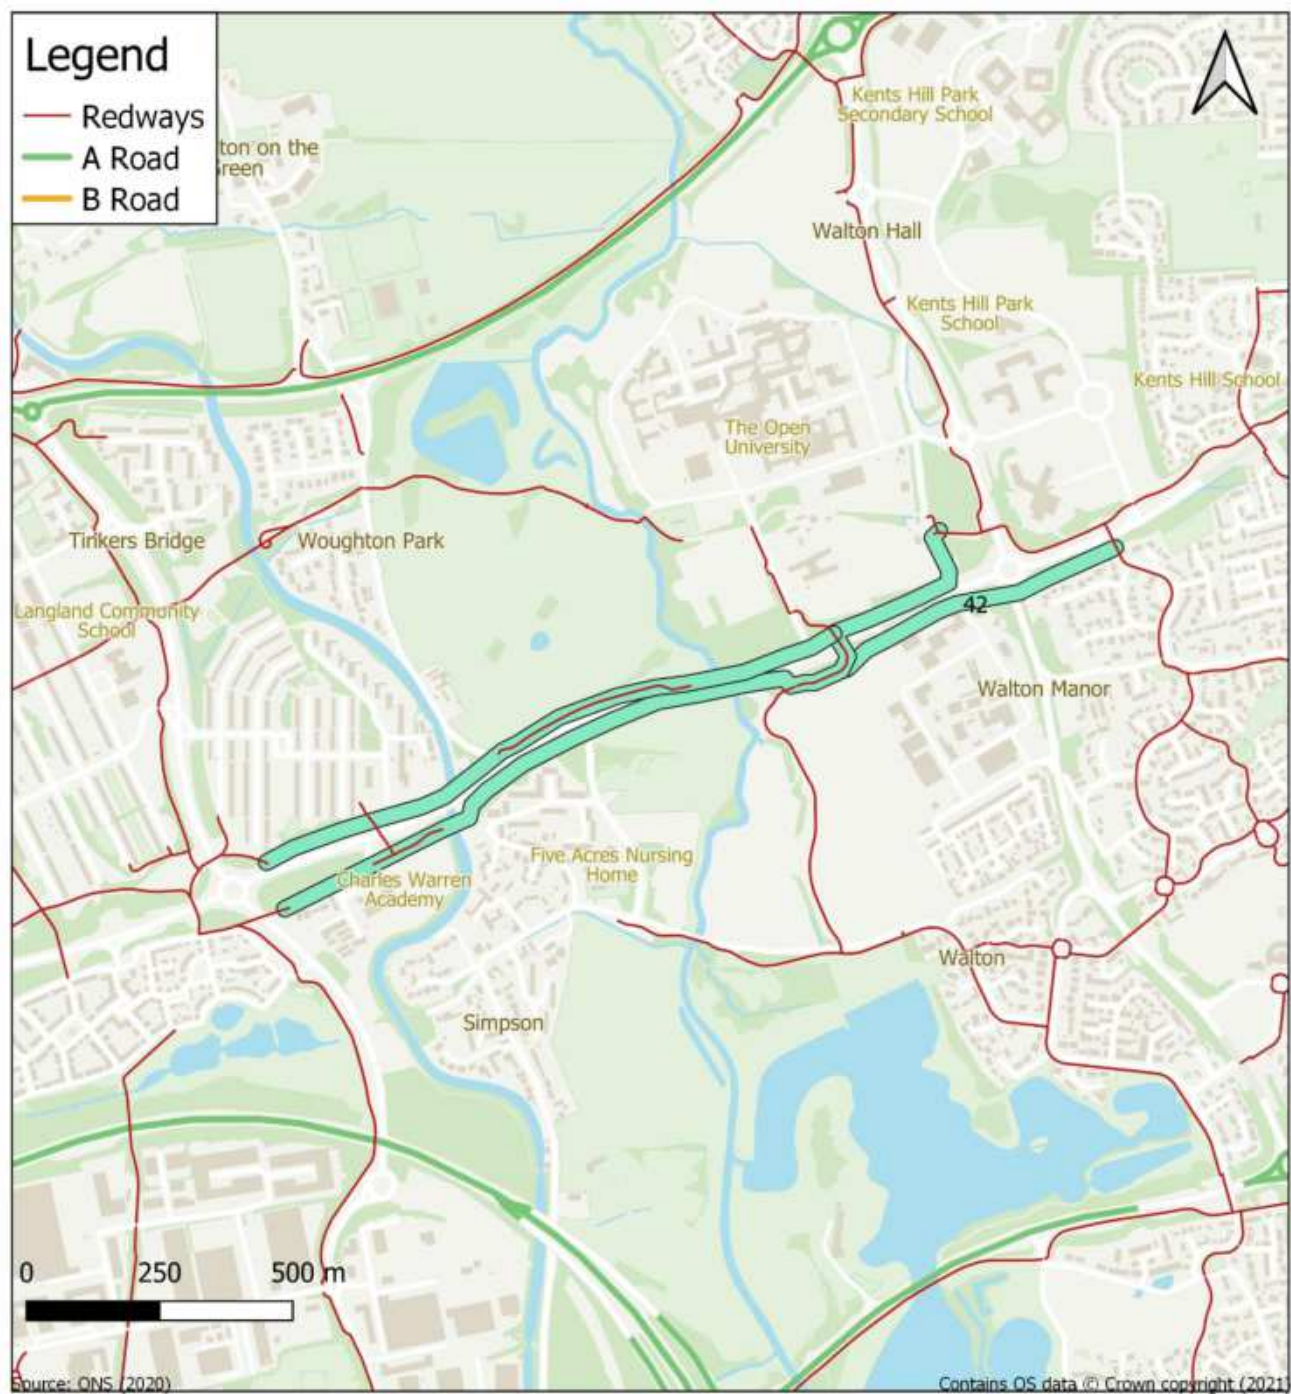 Legend
Redways
A Road
B Road
ton on the
Green
Kents Hill Park
Secondary School
Walton Hall
Kents Hill Park
School
Kents Hill School
The Open
University
Tinkers Bridge
Woughton Park
Langland Community
School
42
Walton Manor
Five Acres Nursing
Home
Charles Warren
Academy
Walton
Simpson
0 250 500 m
Source: ONS (2020)
Contains OS data © Crown copyright (2021)